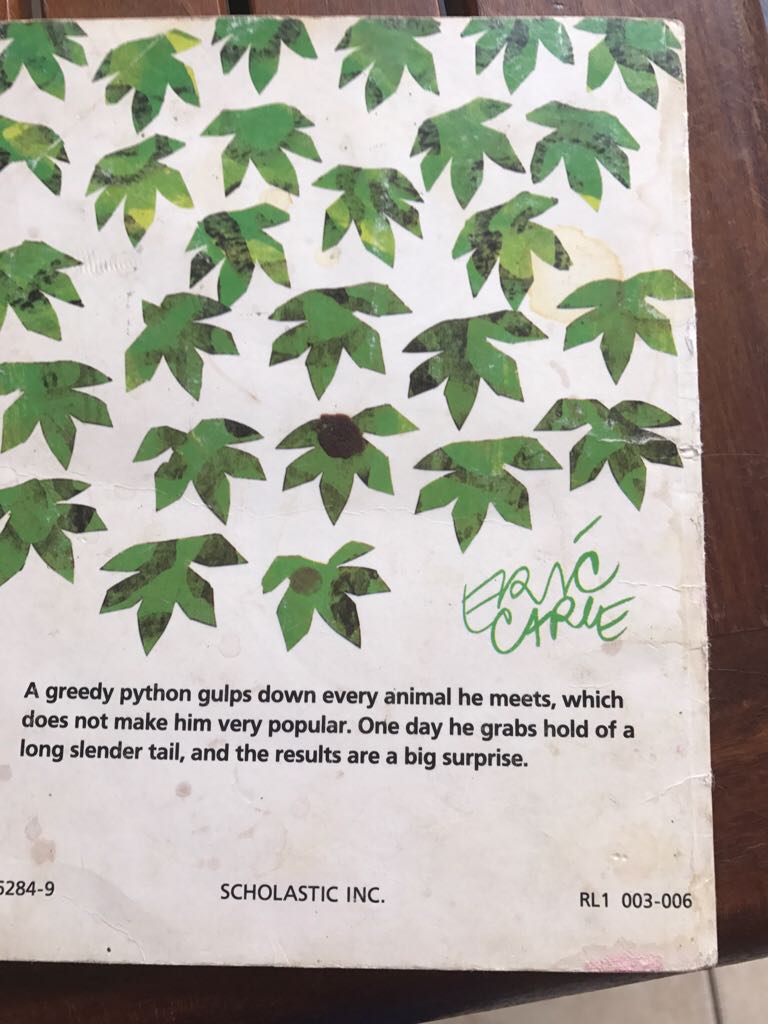 ERIC
CARLE
A greedy python gulps down every animal he meets, which
does not make him very popular. One day he grabs hold of a
long slender tail, and the results are a big surprise.
5284-9 SCHOLASTIC INC. RL1 003-006